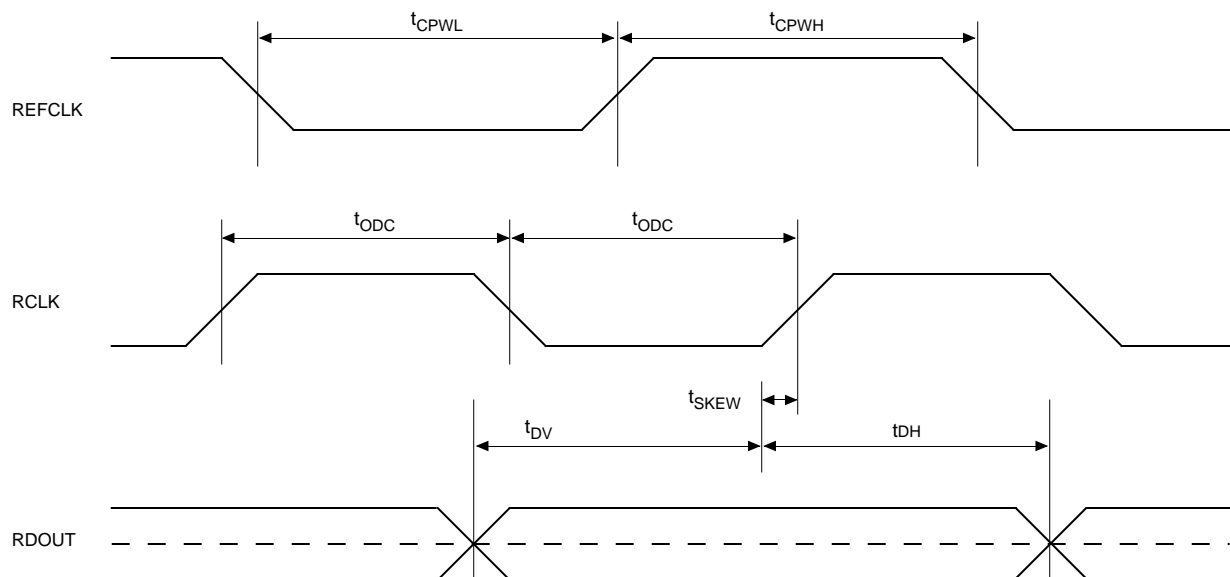 tCPWL tCPWH
REFCLK
tODC tODC
RCLK
tSKEW
tDV tDH
RDOUT